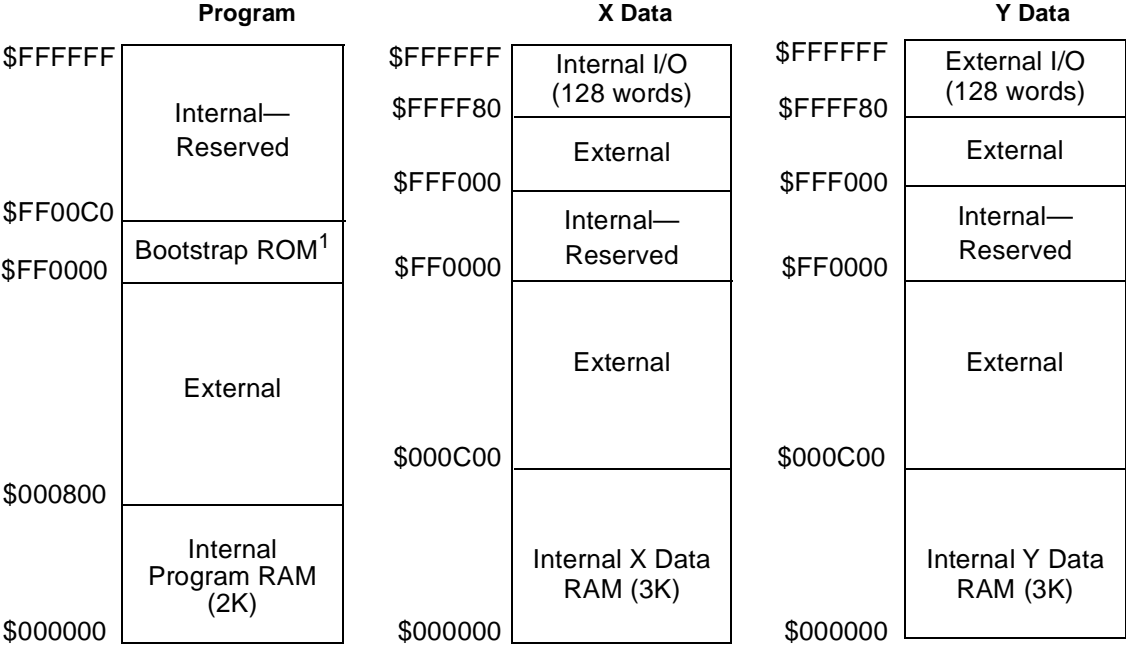 Program
$FFFFFF
Internal—
Reserved
$FF00C0
Bootstrap ROM1
$FF0000
External
$000800
Internal
Program RAM
(2K)
$000000
X Data
$FFFFFF
Internal I/O
(128 words)
$FFFF80
External
$FFF000
Internal—
Reserved
$FF0000
External
$000C00
Internal X Data
RAM (3K)
$000000
Y Data
$FFFFFF
External I/O
(128 words)
$FFFF80
External
$FFF000
Internal—
Reserved
$FF0000
External
$000C00
Internal Y Data
RAM (3K)
$000000